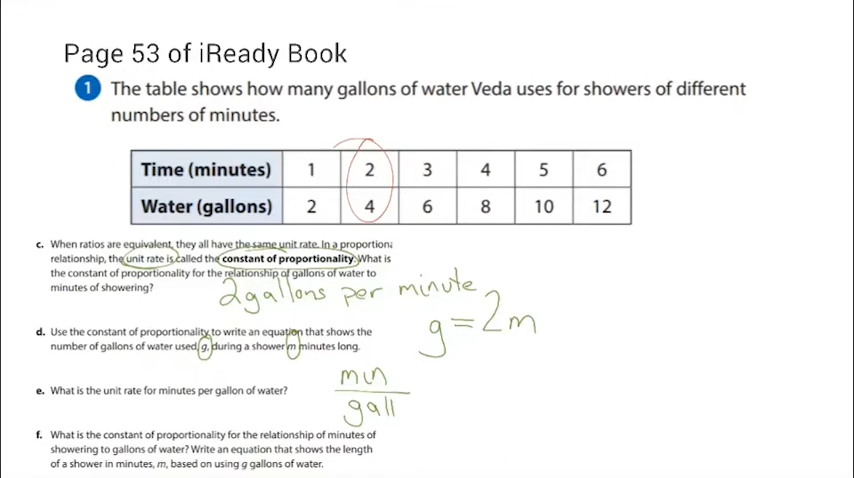 Page 53 of iReady Book
1 The table shows how many gallons of water Veda uses for showers of different
numbers of minutes.
Time (minutes) 1 2 3 4 5 6
Water (gallons) 2 4 6 8 10 12
c. When ratios are equivalent, they all have the same unit rate. In a proportiona
relationship, the unit rate is called the constant of proportionality. What is
the constant of proportionality for the relationship of gallons of water to
minutes of showering?
2 gallons per minute
d. Use the constant of proportionality to write an equation that shows the
number of gallons of water used, g, during a shower m minutes long.
g = 2m
e. What is the unit rate for minutes per gallon of water?
min
gall
f. What is the constant of proportionality for the relationship of minutes of
showering to gallons of water? Write an equation that shows the length
of a shower in minutes, m, based on using g gallons of water.